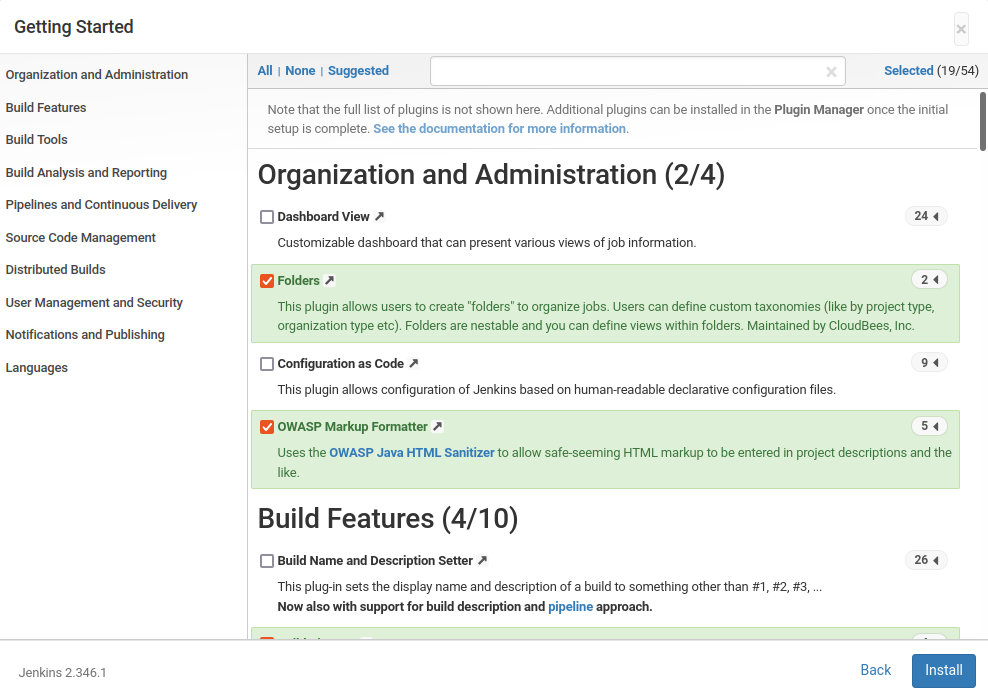 Getting Started
×
Organization and Administration
Build Features
Build Tools
Build Analysis and Reporting
Pipelines and Continuous Delivery
Source Code Management
Distributed Builds
User Management and Security
Notifications and Publishing
Languages
All | None | Suggested
Selected (19/54)
Note that the full list of plugins is not shown here. Additional plugins can be installed in the Plugin Manager once the initial
setup is complete. See the documentation for more information.
Organization and Administration (2/4)
Dashboard View 24
Customizable dashboard that can present various views of job information.
Folders 2
This plugin allows users to create "folders" to organize jobs. Users can define custom taxonomies (like by project type,
organization type etc). Folders are nestable and you can define views within folders. Maintained by CloudBees, Inc.
Configuration as Code 9
This plugin allows configuration of Jenkins based on human-readable declarative configuration files.
OWASP Markup Formatter 5
Uses the OWASP Java HTML Sanitizer to allow safe-seeming HTML markup to be entered in project descriptions and the
like.
Build Features (4/10)
Build Name and Description Setter 26
This plug-in sets the display name and description of a build to something other than #1, #2, #3, ...
Now also with support for build description and pipeline approach.
Jenkins 2.346.1
Back
Install